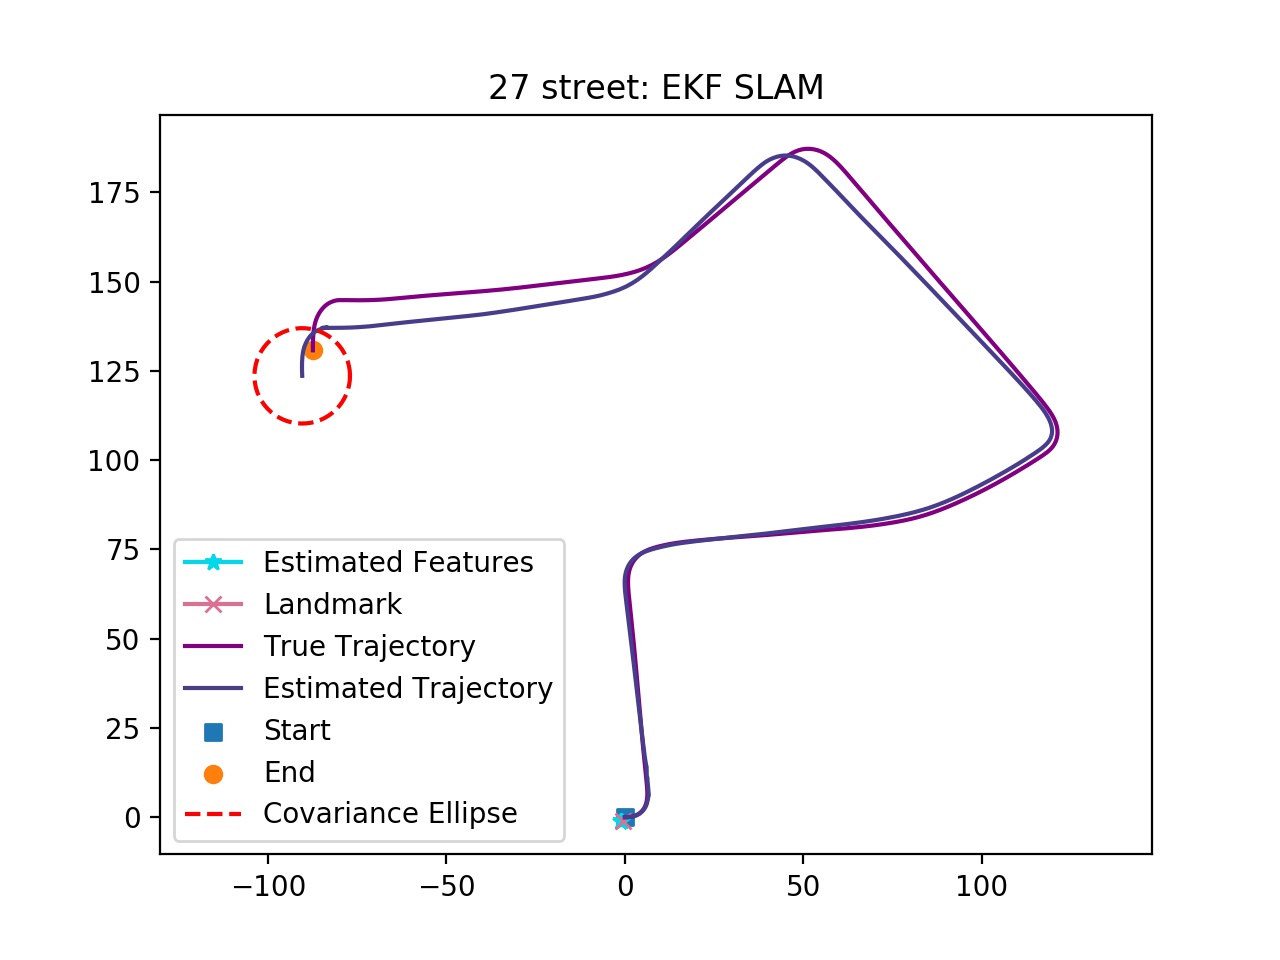 27 street: EKF SLAM
175
150
125
100
75
50
25
0
Estimated Features
Landmark
True Trajectory
Estimated Trajectory
Start
End
Covariance Ellipse
−100 −50 0 50 100